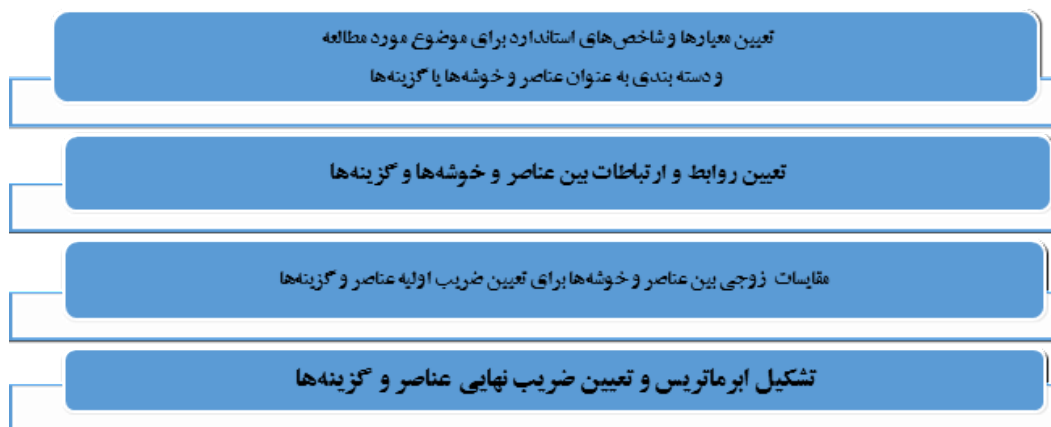 تعیین معیارها و شاخص‌های استاندارد برای موضوع مورد مطالعه
و دسته بندی به عنوان عناصر و خوشه‌ها یا گزینه‌ها
تعیین روابط و ارتباطات بین عناصر و خوشه‌ها و گزینه‌ها
مقایسات زوجی بین عناصر و خوشه‌ها برای تعیین ضریب اولیه عناصر و گزینه‌ها
تشکیل ابرماتریس و تعیین ضریب نهایی عناصر و گزینه‌ها